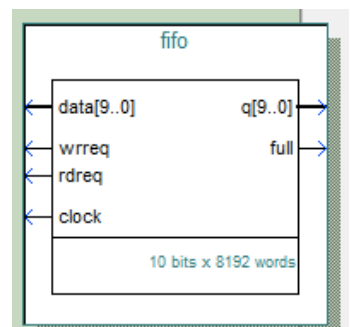 fifo
data[9..0] q[9..0]
wrreq full
rdreq
clock
10 bits x 8192 words